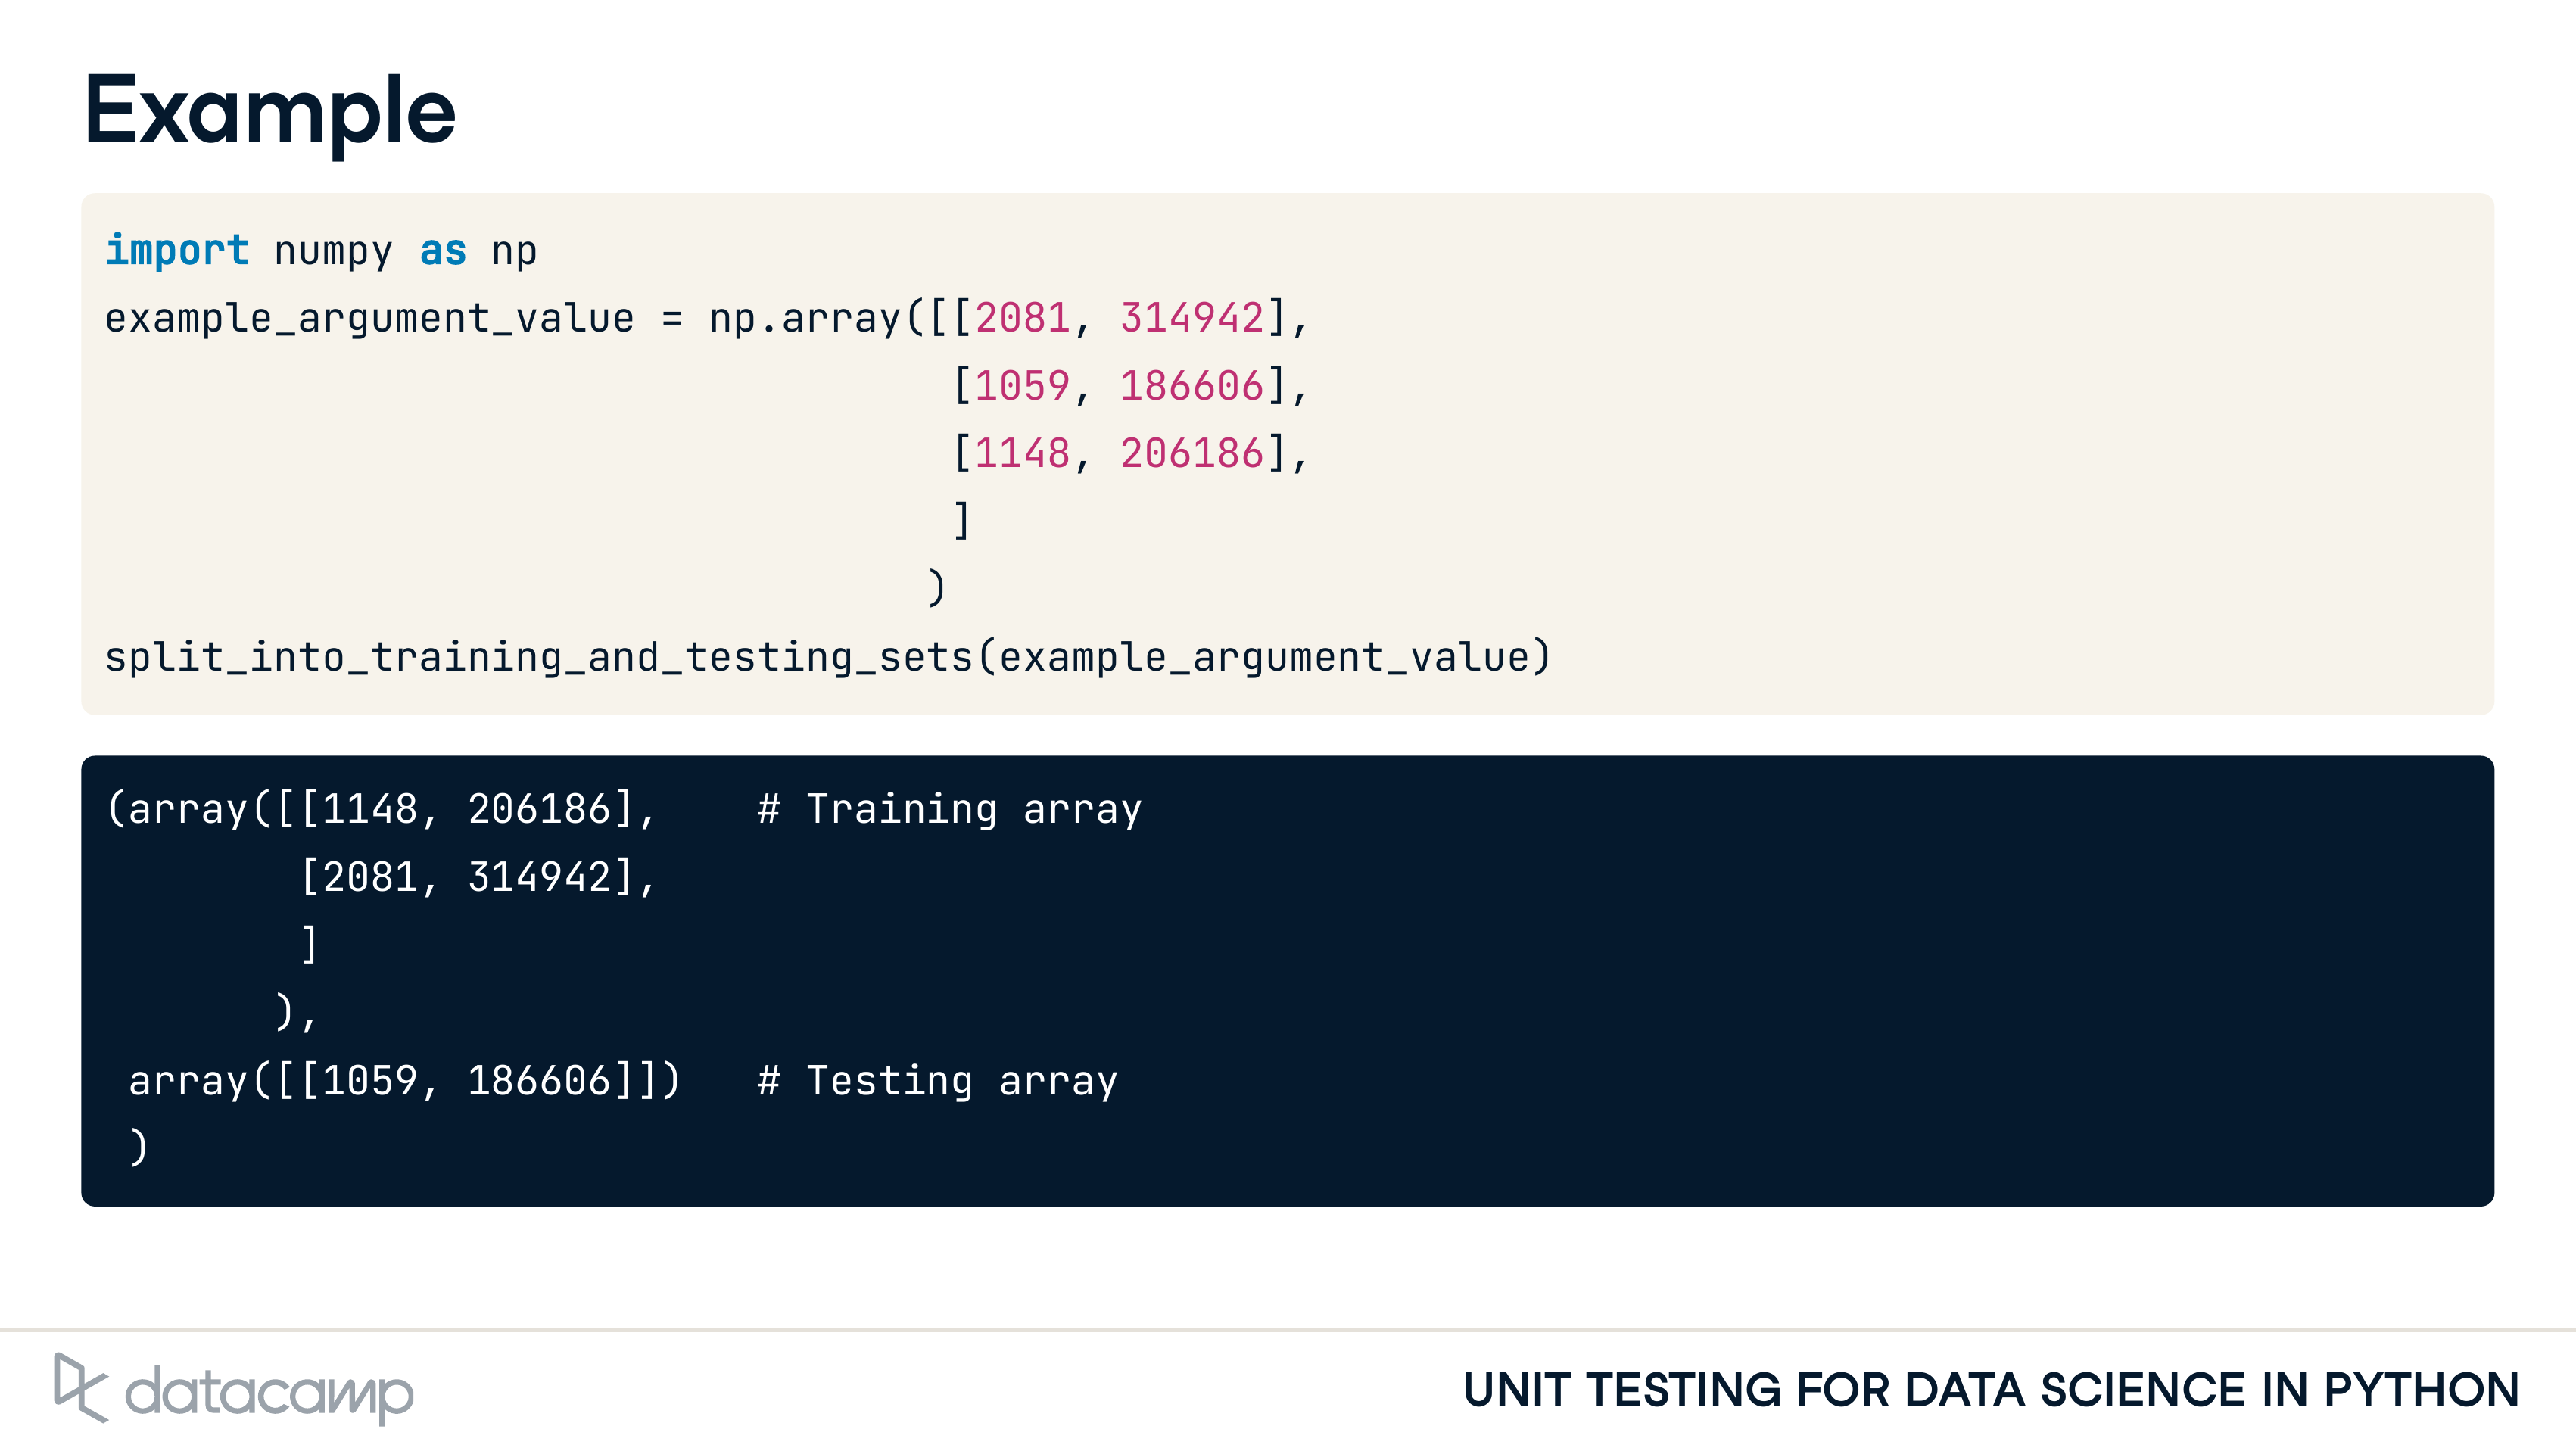 Example
import numpy as np
example_argument_value = np.array([[2081, 314942],
                                   [1059, 186606],
                                   [1148, 206186],
                                   ]
                                  )
split_into_training_and_testing_sets(example_argument_value)
(array([[1148, 206186],    # Training array
        [2081, 314942],
        ]
       ),
 array([[1059, 186606]])   # Testing array
 )
datacamp
UNIT TESTING FOR DATA SCIENCE IN PYTHON